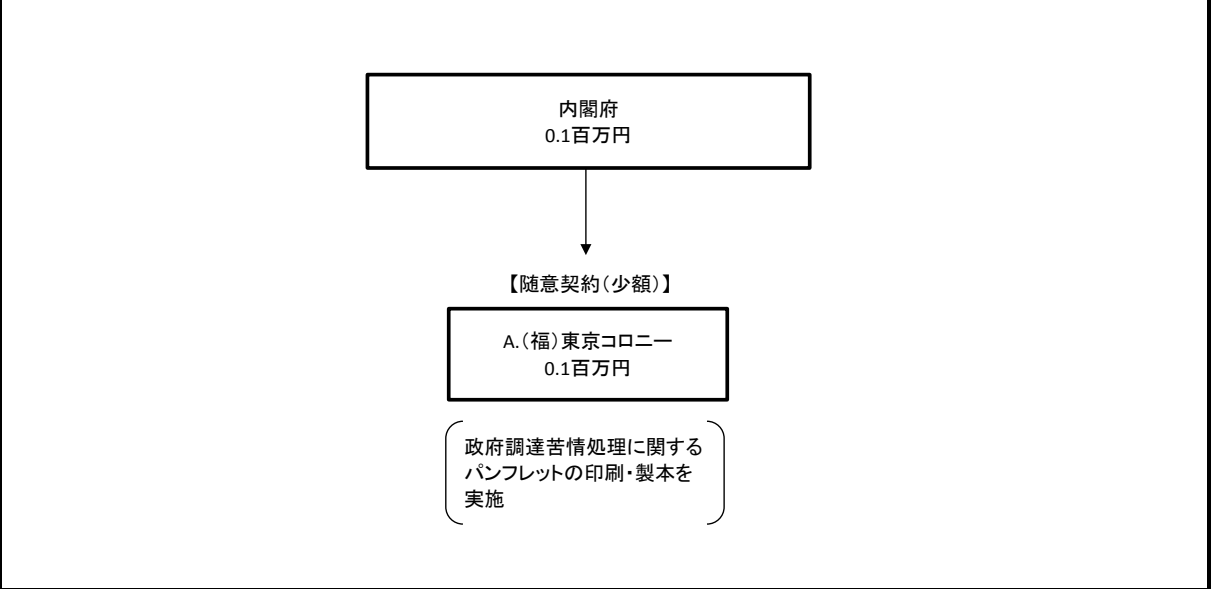 内閣府
0.1百万円
【随意契約（少額）】
A.（福）東京コロニー
0.1百万円
政府調達苦情処理に関する
パンフレットの印刷・製本を
実施